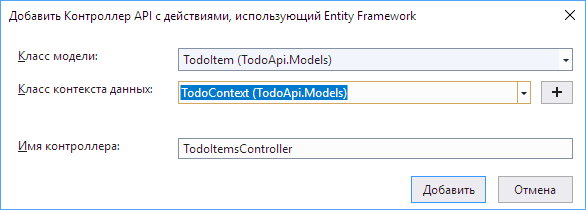 Добавить Контроллер API с действиями, использующий Entity Framework
Класс модели:
TodoItem (TodoApi.Models)
Класс контекста данных:
TodoContext (TodoApi.Models)
Имя контроллера:
TodoItemsController
Добавить
Отмена